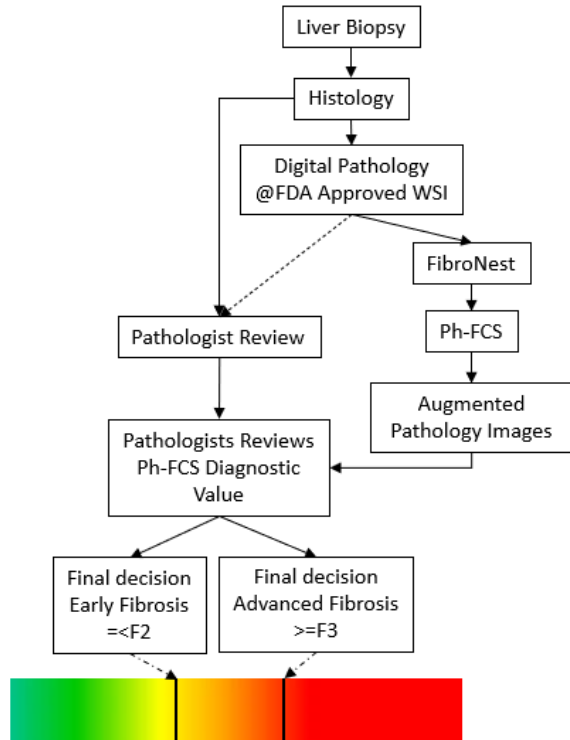 Liver Biopsy
Histology
Digital Pathology
@FDA Approved WSI
FibroNest
Pathologist Review
Ph-FCS
Augmented
Pathology Images
Pathologists Reviews
Ph-FCS Diagnostic
Value
Final decision
Early Fibrosis
=<F2
Final decision
Advanced Fibrosis
>=F3